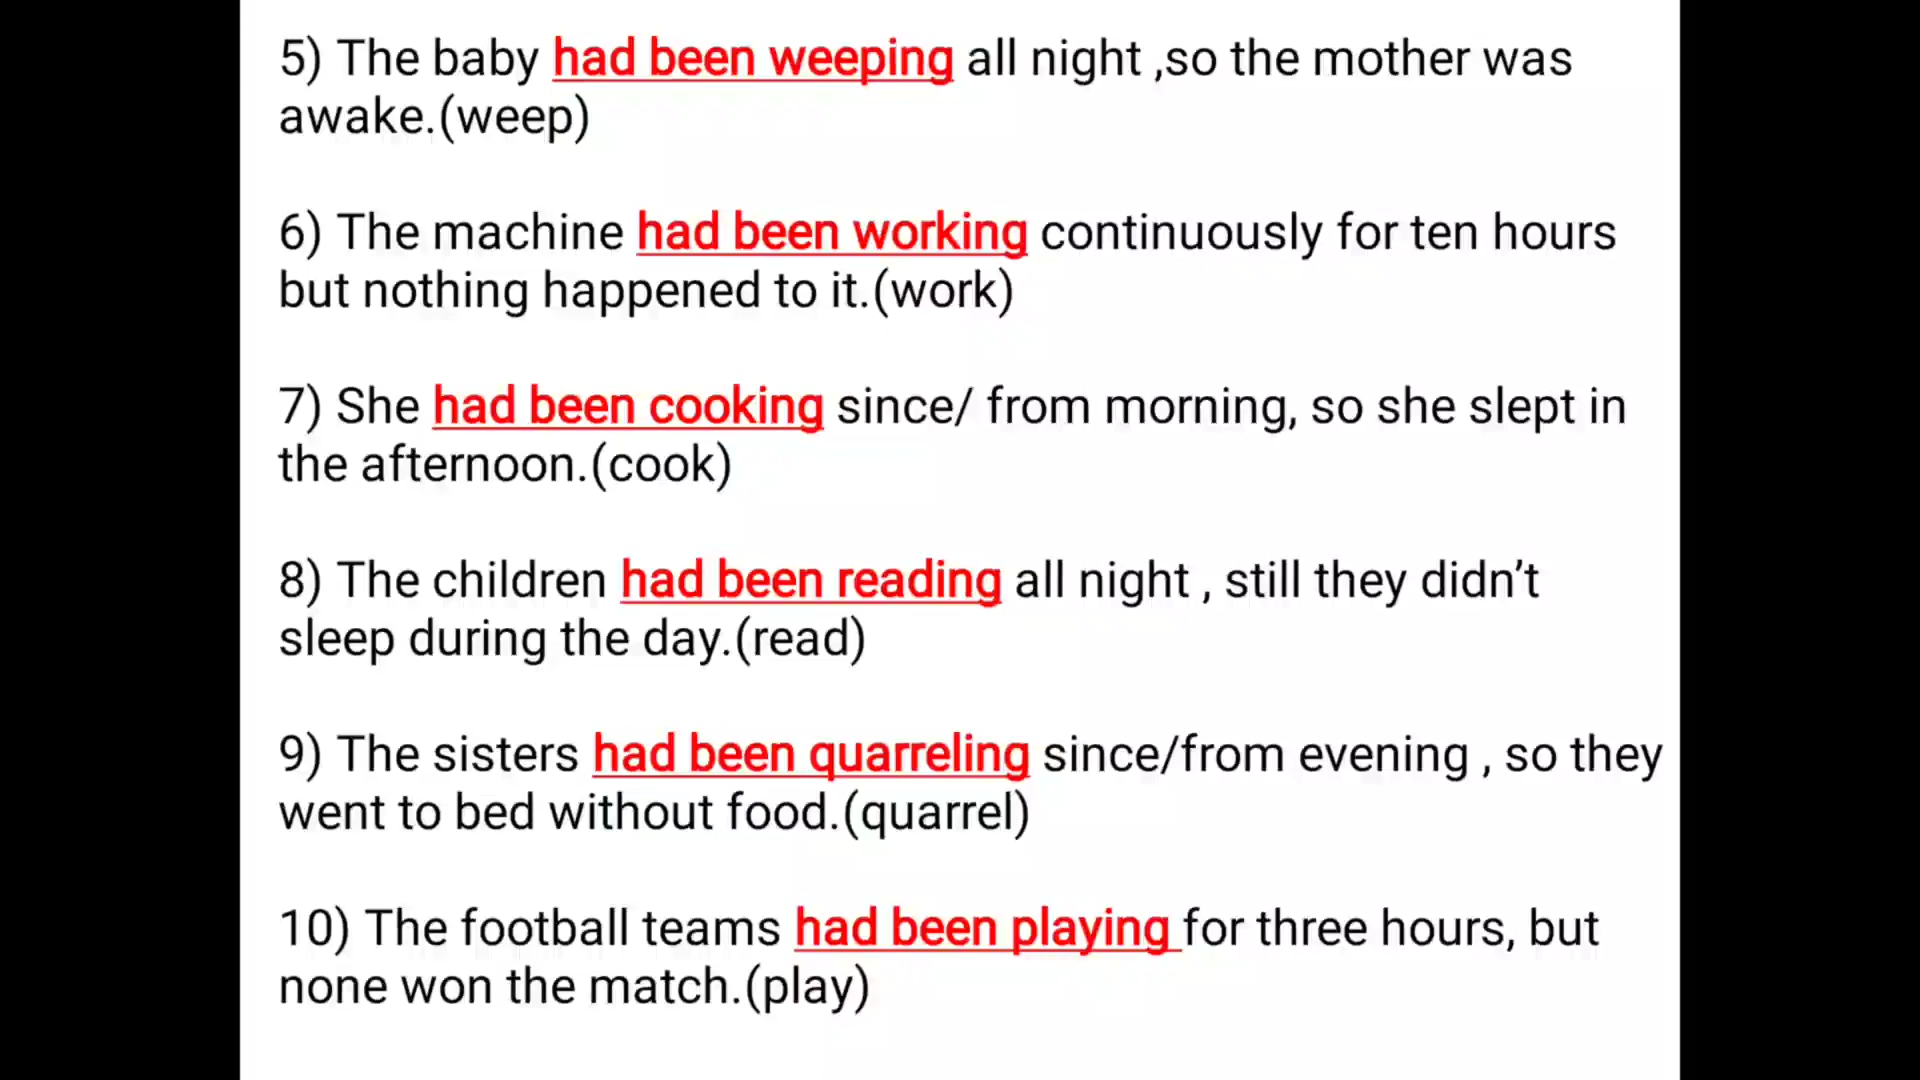 5) The baby had been weeping all night ,so the mother was
awake.(weep)
6) The machine had been working continuously for ten hours
but nothing happened to it.(work)
7) She had been cooking since/ from morning, so she slept in
the afternoon.(cook)
8) The children had been reading all night , still they didn’t
sleep during the day.(read)
9) The sisters had been quarreling since/from evening , so they
went to bed without food.(quarrel)
10) The football teams had been playing for three hours, but
none won the match.(play)